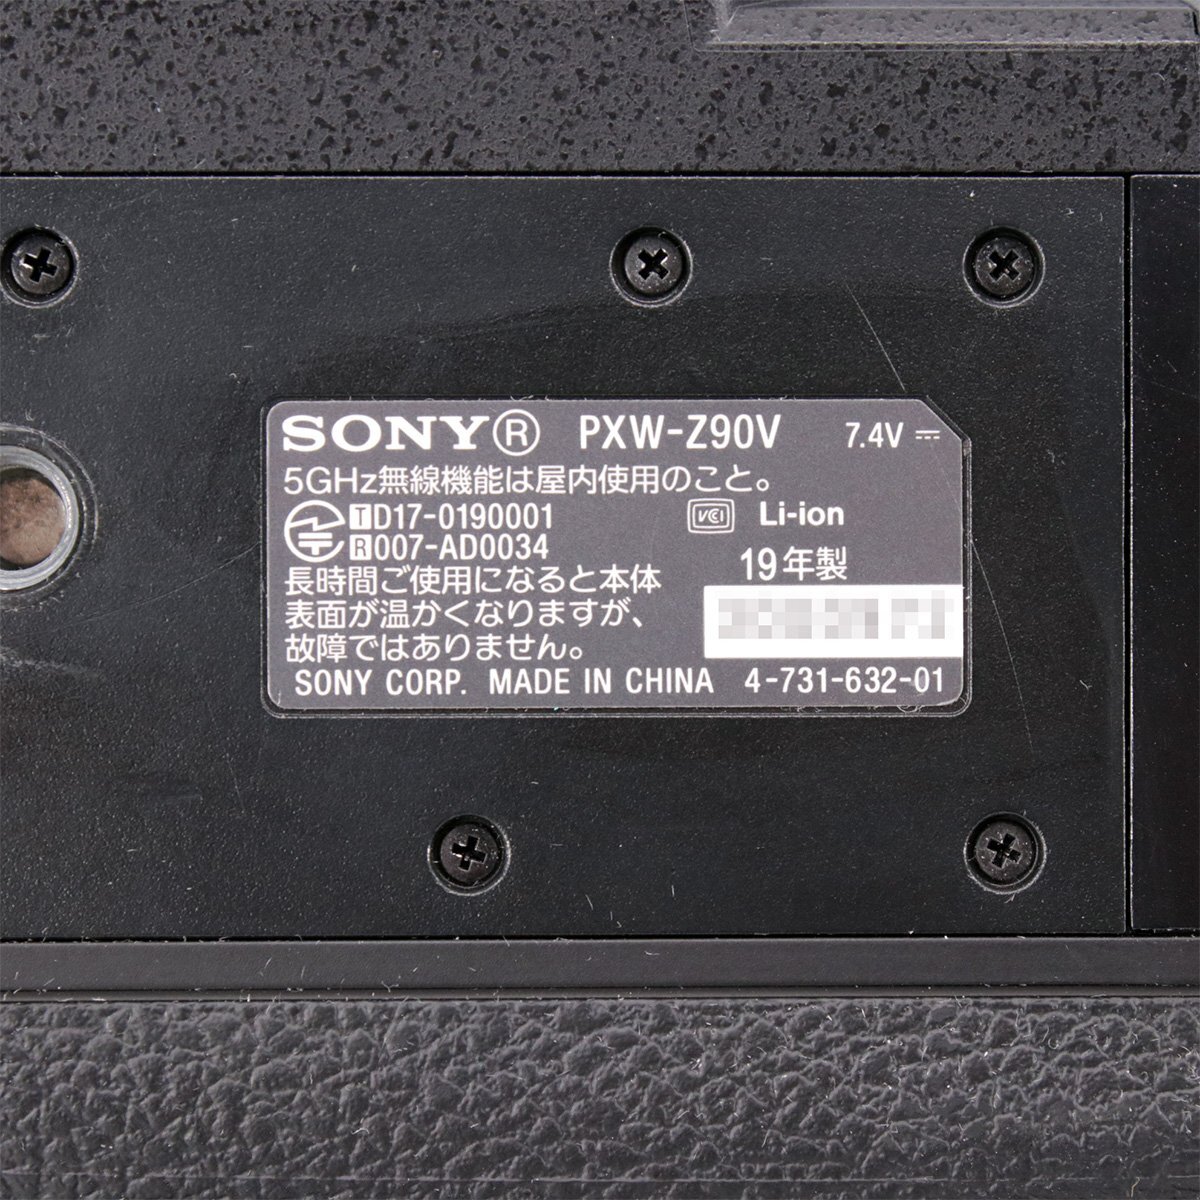 SONY® PXW-Z90V 7.4V ⎓
5GHz無線機能は屋内使用のこと。
T D17-0190001 VCCI Li-ion
R 007-AD0034 19年製
長時間ご使用になると本体
表面が温かくなりますが、
故障ではありません。
SONY CORP. MADE IN CHINA 4-731-632-01